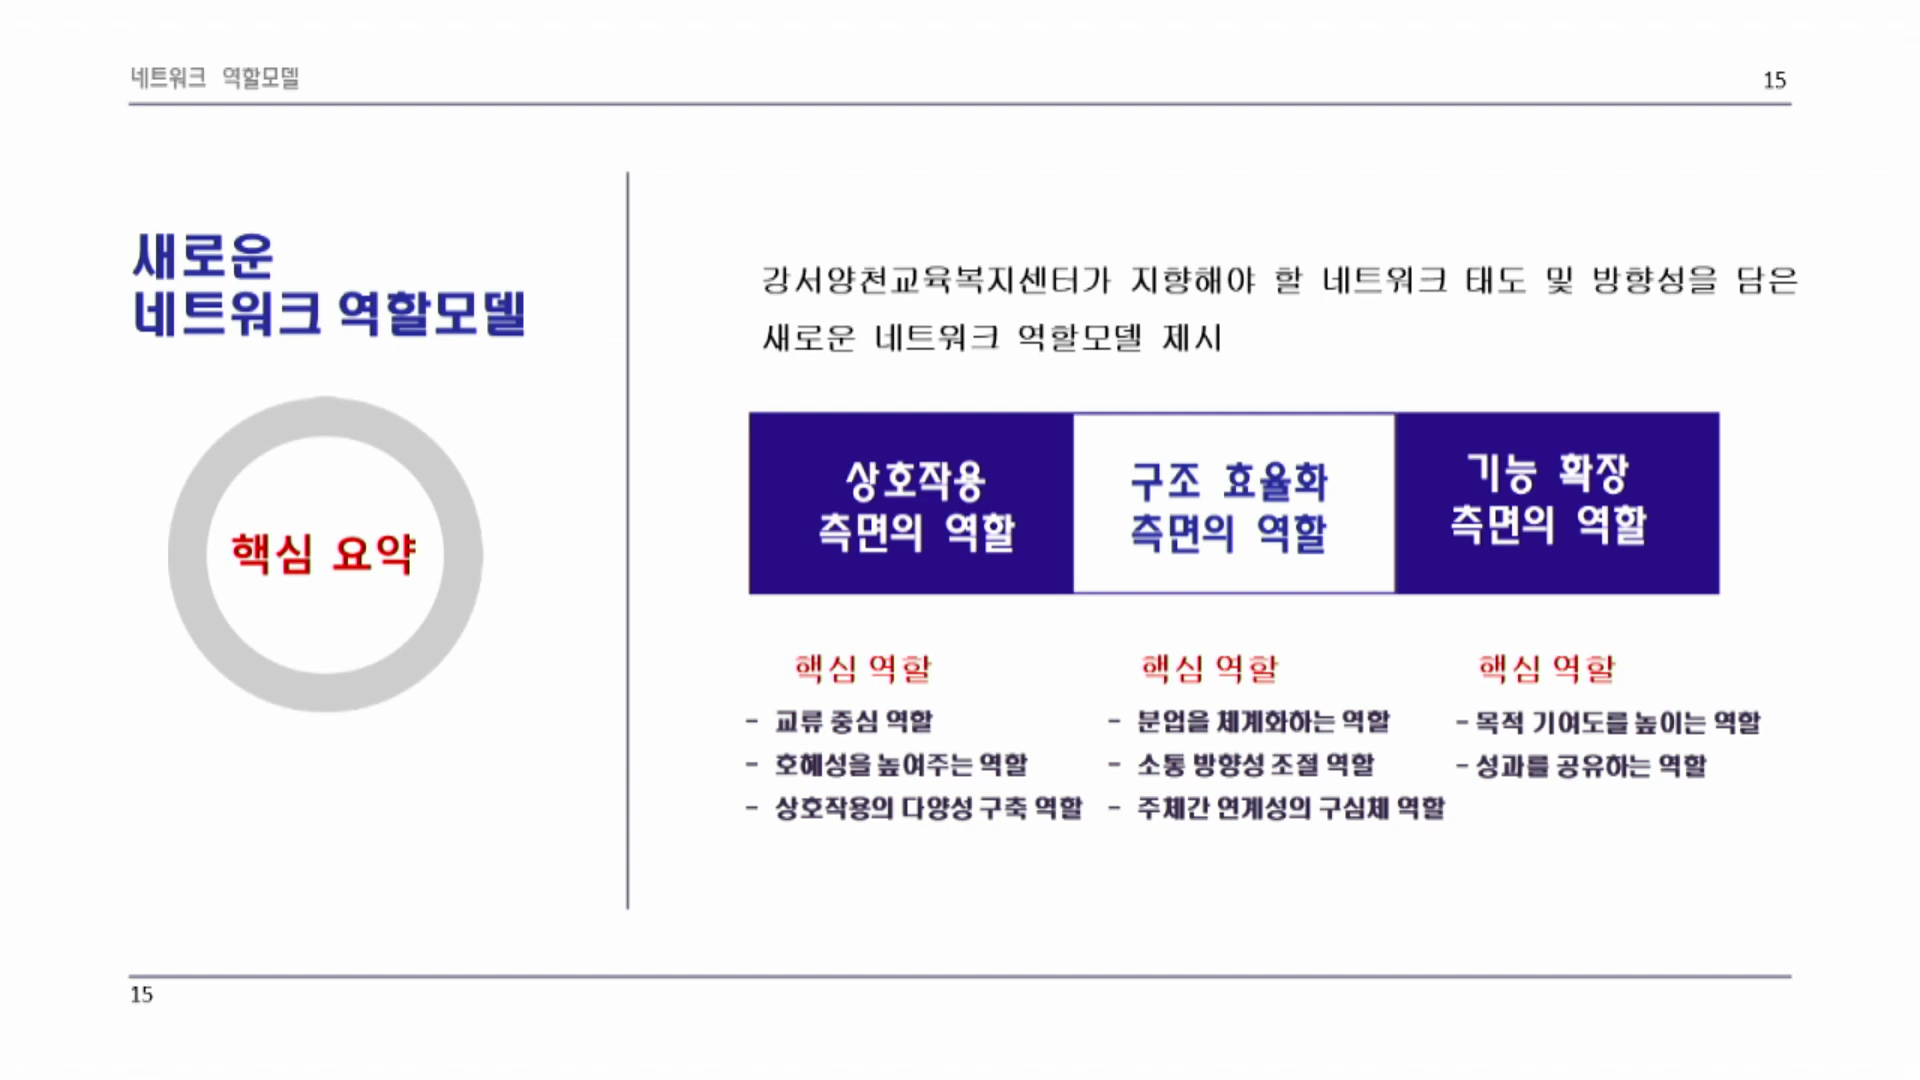 네트워크 역할모델
15
새로운
네트워크 역할모델
핵심 요약
강서양천교육복지센터가 지향해야 할 네트워크 태도 및 방향성을 담은
새로운 네트워크 역할모델 제시
상호작용
측면의 역할
구조 효율화
측면의 역할
기능 확장
측면의 역할
핵심 역할
- 교류 중심 역할
- 호혜성을 높여주는 역할
- 상호작용의 다양성 구축 역할
핵심 역할
- 분업을 체계화하는 역할
- 소통 방향성 조절 역할
- 주체간 연계성의 구심체 역할
핵심 역할
- 목적 기여도를 높이는 역할
- 성과를 공유하는 역할
15